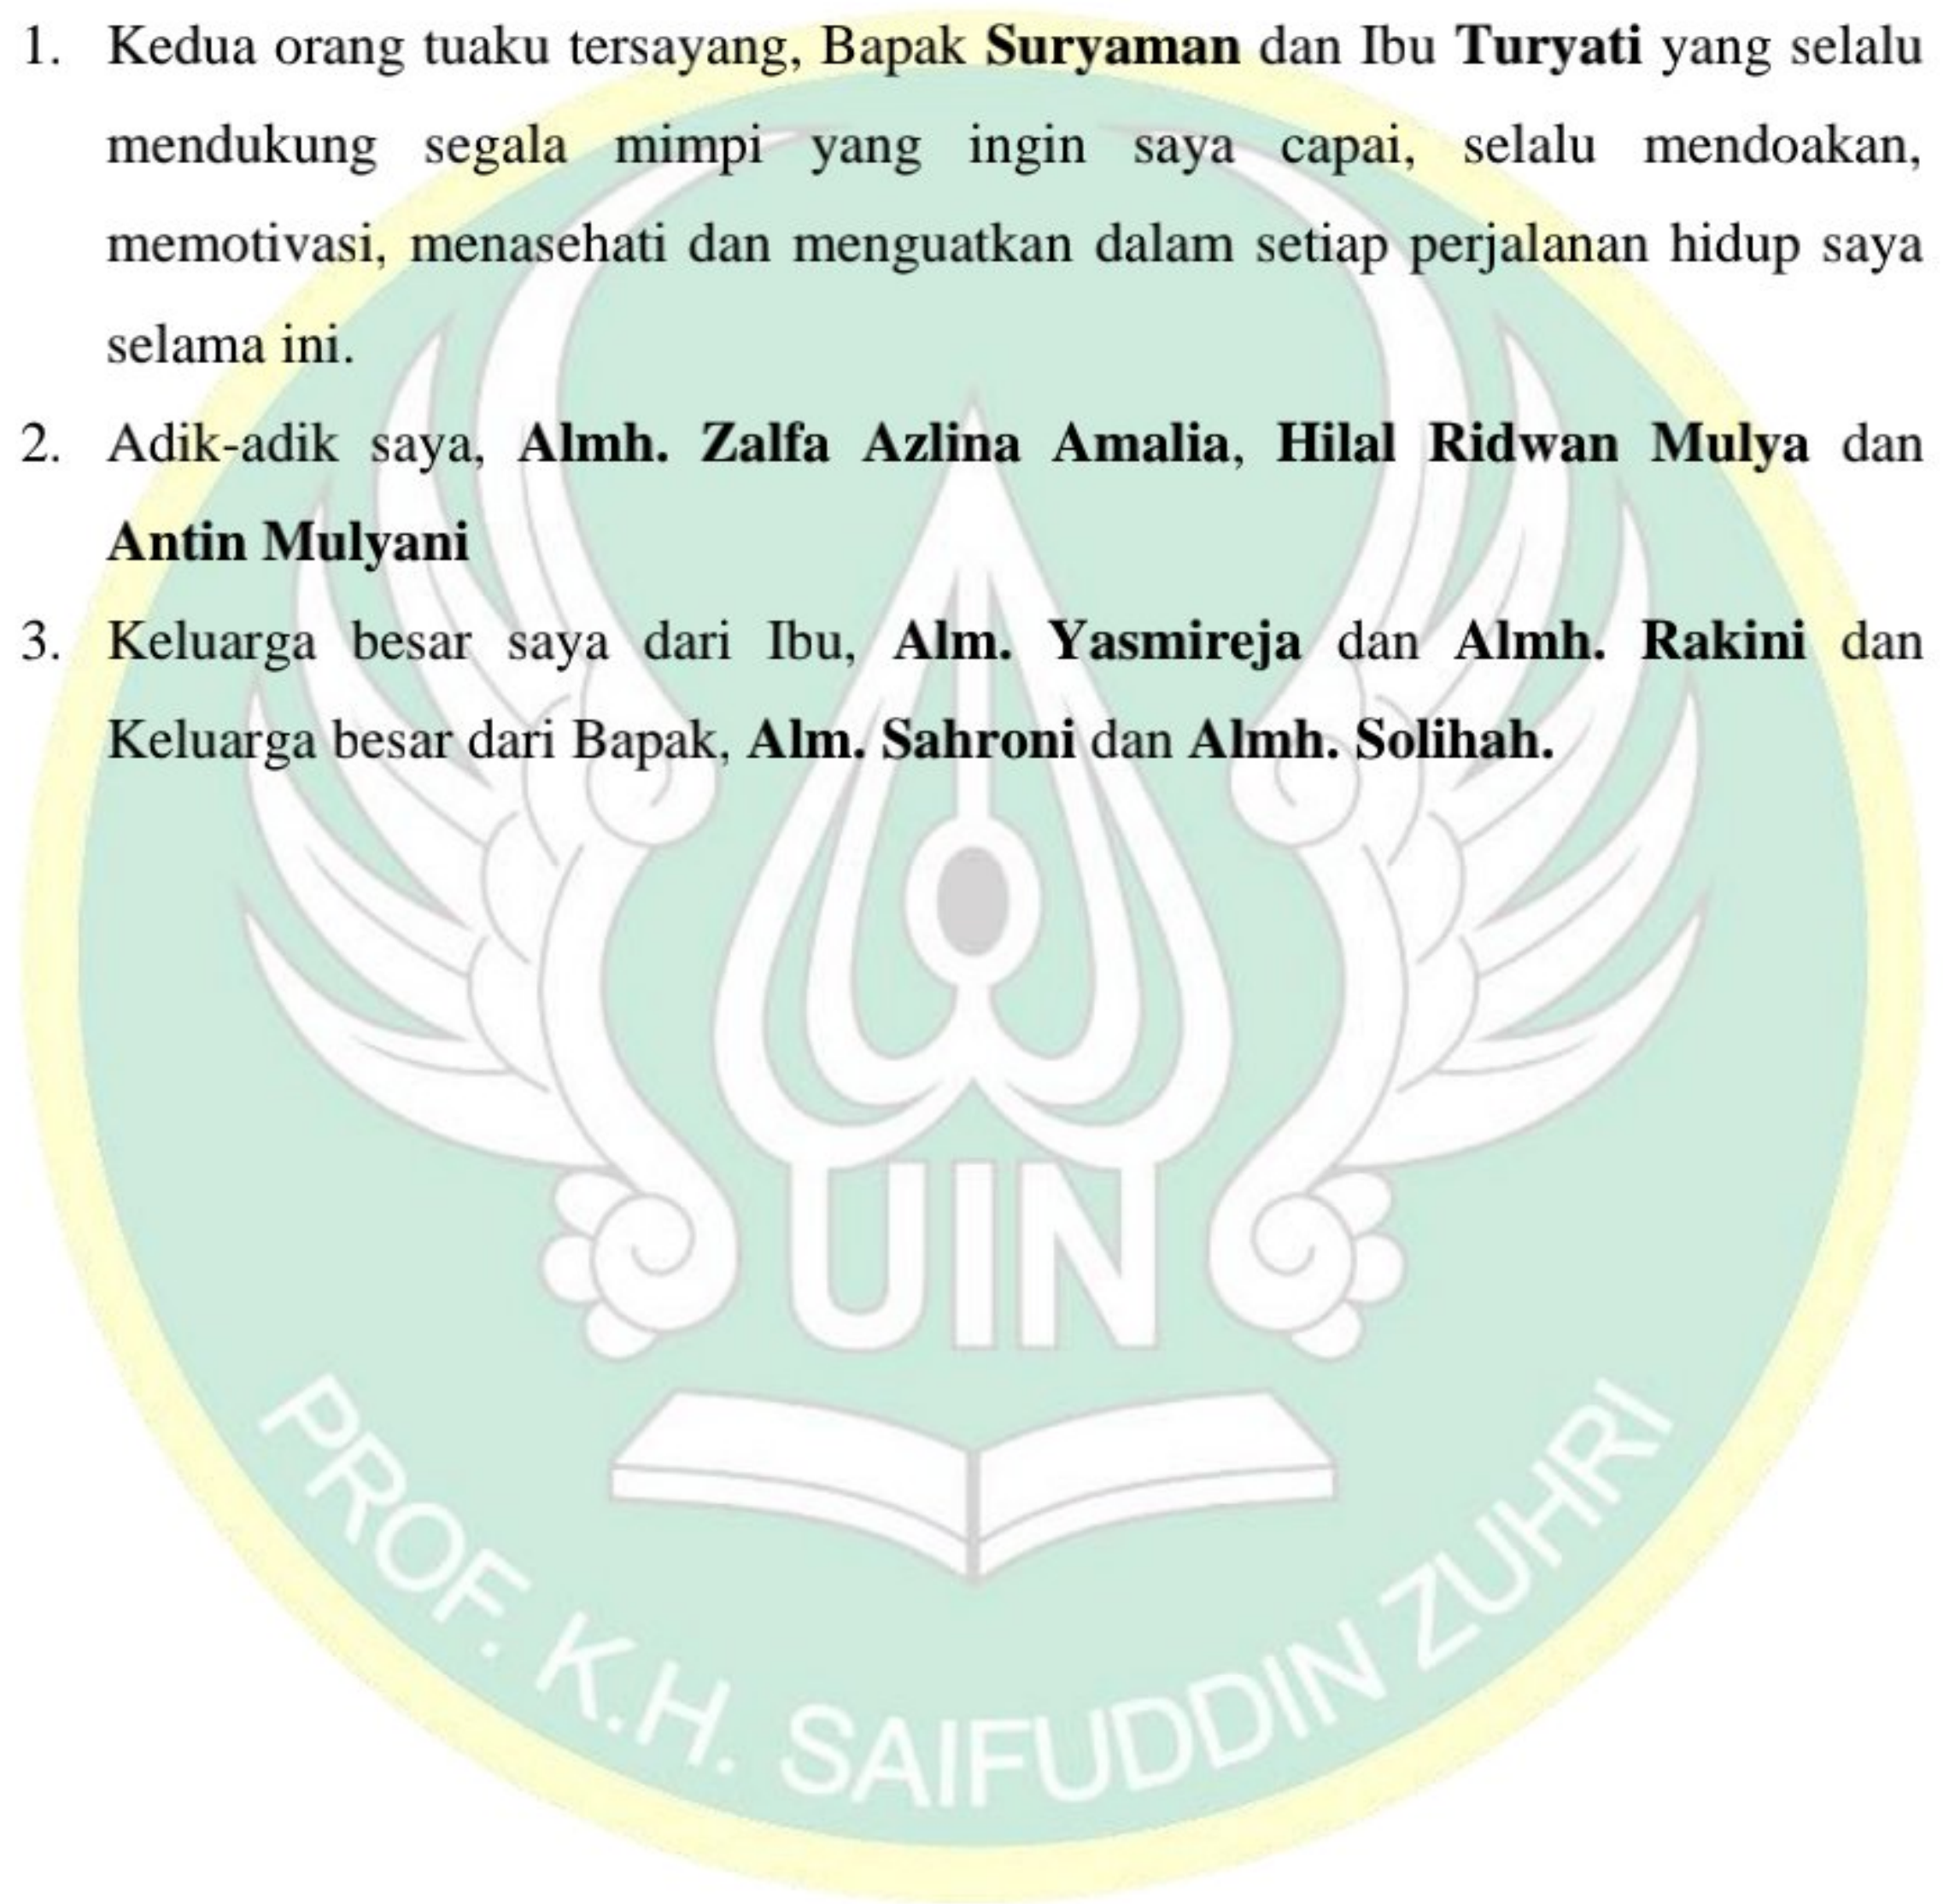 1. Kedua orang tuaku tersayang, Bapak Suryaman dan Ibu Turyati yang selalu
mendukung segala mimpi yang ingin saya capai, selalu mendoakan,
memotivasi, menasehati dan menguatkan dalam setiap perjalanan hidup saya
selama ini.
2. Adik-adik saya, Almh. Zalfa Azlina Amalia, Hilal Ridwan Mulya dan
Antin Mulyani
3. Keluarga besar saya dari Ibu, Alm. Yasmireja dan Almh. Rakini dan
Keluarga besar dari Bapak, Alm. Sahroni dan Almh. Solihah.
UIN
PROF. K.H. SAIFUDDIN ZUHRI